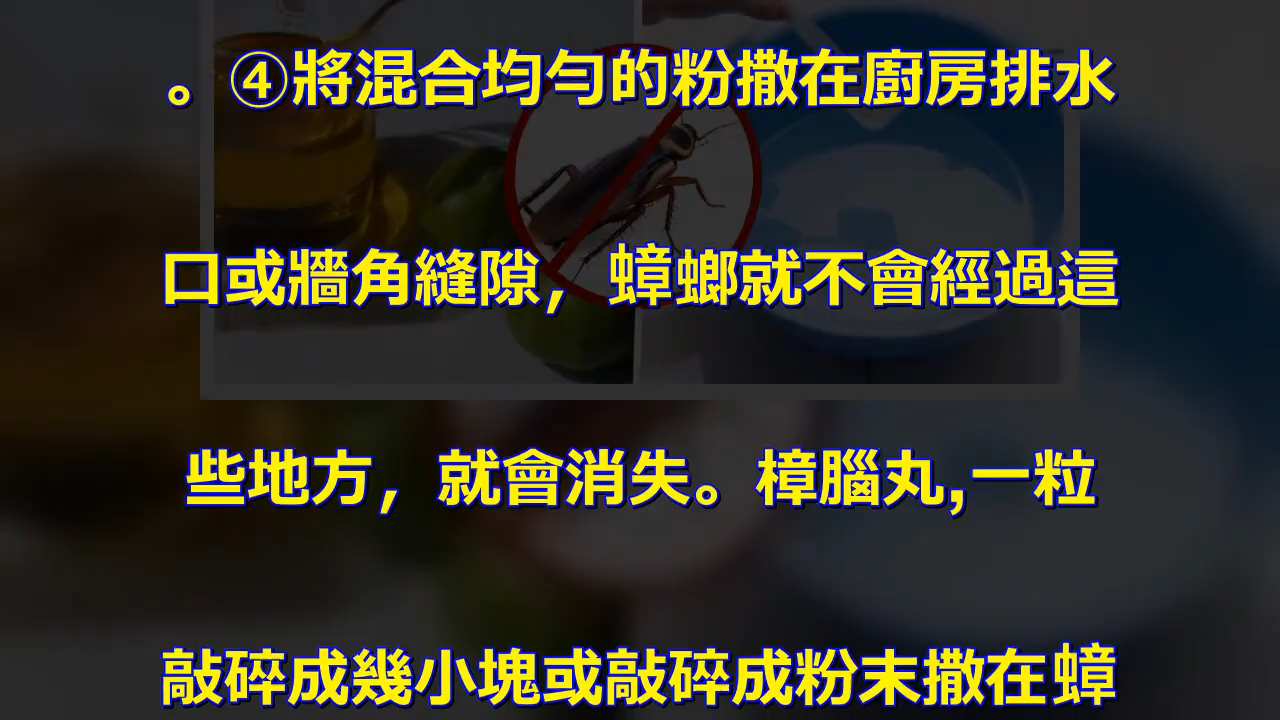 。④將混合均勻的粉撒在廚房排水
口或牆角縫隙，蟑螂就不會經過這
些地方，就會消失。樟腦丸,一粒
敲碎成幾小塊或敲碎成粉末撒在蟑